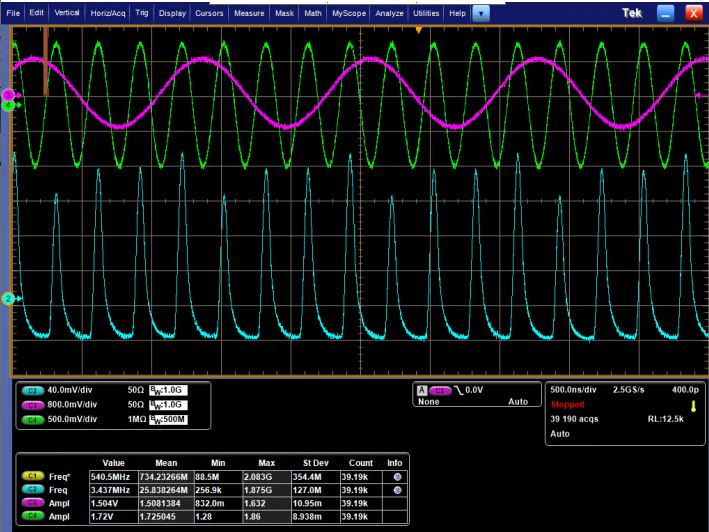 File Edit Vertical Horiz/Acq Trig Display Cursors Measure Mask Math MyScope Analyze Utilities Help Tek X
3
4
2
C2 40.0mV/div 50Ω BW:1.0G
C3 800.0mV/div 50Ω BW:1.0G
C4 500.0mV/div 1MΩ BW:500M
A C3 0.0V
None Auto
500.0ns/div 2.5GS/s 400.0p
Stopped
39 190 acqs RL:12.5k
Auto
Value Mean Min Max St Dev Count Info
C1 Freq* 540.5MHz 734.23266M 88.5M 2.083G 354.4M 39.19k
C2 Freq 3.437MHz 25.838264M 256.9k 1.875G 127.0M 39.19k
C3 Ampl 1.504V 1.5081384 832.0m 1.632 10.95m 39.19k
C4 Ampl 1.72V 1.725045 1.28 1.86 8.938m 39.19k